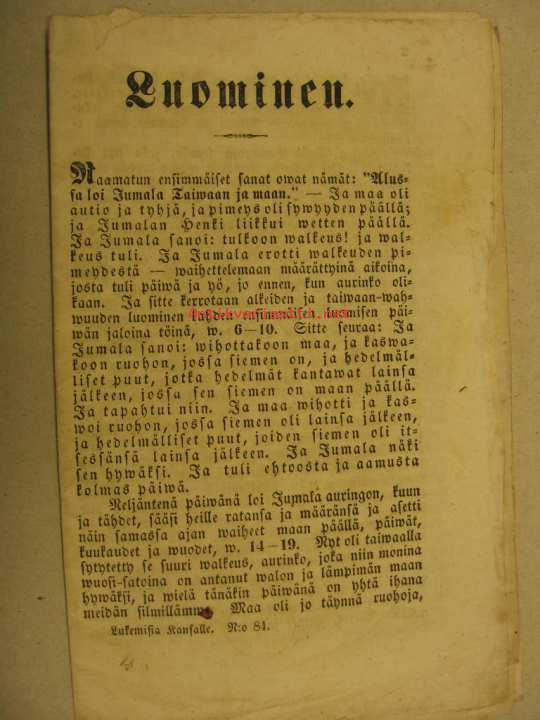 Luominen.
Raamatun ensimmäiset sanat owat nämät: "Alus=
sa loi Jumala Taiwaan ja maan." — Ja maa oli
autio ja tyhjä, ja pimeys oli sywyyden päällä;
ja Jumalan Henki liikkui wetten päällä.
Ja Jumala sanoi: tulkoon walkeus! ja wal=
keus tuli. Ja Jumala erotti walkeuden pi=
meydestä — waihettelemaan määrättyinä aikoina,
josta tuli päiwä ja yö, jo ennen, kun aurinko oli=
kaan. Ja sitte kerrotaan alkeiden ja taiwaan=wah=
wuuden luominen luomisen päi=
wän jaloina töinä, w. 6—10. Sitte seuraa: Ja
Jumala sanoi: wihottakoon maa, ja kaswa=
koon ruohon, jossa siemen on, ja hedelmäl=
liset puut, jotka hedelmät kantawat lainsa
jälkeen, jossa sen siemen on maan päällä.
Ja tapahtui niin. Ja maa wihotti ja kas=
woi ruohon, jossa siemen oli lainsa jälkeen,
ja hedelmälliset puut, joiden siemen oli it=
sessänsä lainsa jälkeen. Ja Jumala näki
sen hywäksi. Ja tuli ehtoosta ja aamusta
kolmas päiwä.
Neljäntenä päiwänä loi Jumala auringon, kuun
ja tähdet, sääsi heille ratansa ja määränsä ja asetti
näin samassa ajan waiheet maan päällä, päiwät,
kuukaudet ja wuodet, w. 14—19. Nyt oli taiwaalla
sytytetty se suuri walkeus, aurinko, joka niin monina
wuosi=satoina on antanut walon ja lämpimän maan
hywäksi, ja wielä tänäkin päiwänä on yhtä ihana
meidän silmillämme. Maa oli jo täynnä ruohoja,
Lukemisia Kansalle. N:o 84.